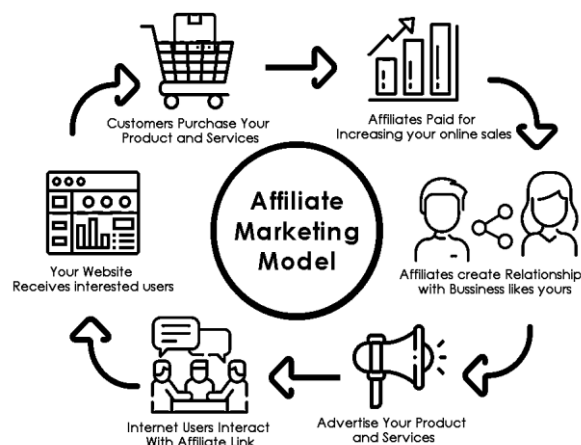 Customers Purchase Your
Product and Services
Affiliates Paid for
Increasing your online sales
Affiliate
Marketing
Model
Your Website
Receives interested users
Affiliates create Relationship
with Bussiness likes yours
Internet Users Interact
With Affiliate Link
Advertise Your Product
and Services